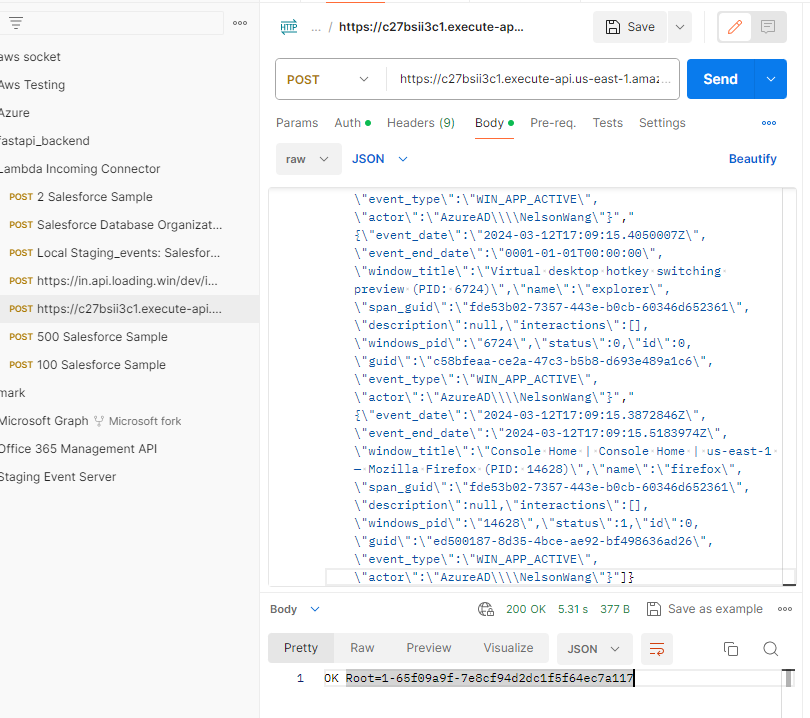 HTTP ... / https://c27bsii3c1.execute-ap...
Save
POST
https://c27bsii3c1.execute-api.us-east-1.amaz...
Send
Params
Auth
Headers (9)
Body
Pre-req.
Tests
Settings
raw
JSON
Beautify
aws socket
Aws Testing
Azure
fastapi_backend
Lambda Incoming Connector
POST 2 Salesforce Sample
POST Salesforce Database Organizat...
POST Local Staging_events: Salesfor...
POST https://in.api.loading.win/dev/i...
POST https://c27bsii3c1.execute-api....
POST 500 Salesforce Sample
POST 100 Salesforce Sample
mark
Microsoft Graph Microsoft fork
Office 365 Management API
Staging Event Server
\"event_type\":\"WIN_APP_ACTIVE\",
\"actor\":\"AzureAD\\\\NelsonWang\"}","
{\"event_date\":\"2024-03-12T17:09:15.4050007Z\",
\"event_end_date\":\"0001-01-01T00:00:00\",
\"window_title\":\"Virtual desktop hotkey switching
preview (PID: 6724)\",\"name\":\"explorer\",
\"span_guid\":\"fde53b02-7357-443e-b0cb-60346d652361\",
\"description\":null,\"interactions\":[],
\"windows_pid\":\"6724\",\"status\":0,\"id\":0,
\"guid\":\"c58bfeaa-ce2a-47c3-b5b8-d693e489a1c6\",
\"event_type\":\"WIN_APP_ACTIVE\",
\"actor\":\"AzureAD\\\\NelsonWang\"}","
{\"event_date\":\"2024-03-12T17:09:15.3872846Z\",
\"event_end_date\":\"2024-03-12T17:09:15.5183974Z\",
\"window_title\":\"Console Home | Console Home | us-east-1
— Mozilla Firefox (PID: 14628)\",\"name\":\"firefox\",
\"span_guid\":\"fde53b02-7357-443e-b0cb-60346d652361\",
\"description\":null,\"interactions\":[],
\"windows_pid\":\"14628\",\"status\":1,\"id\":0,
\"guid\":\"ed500187-8d35-4bce-ae92-bf498636ad26\",
\"event_type\":\"WIN_APP_ACTIVE\",
\"actor\":\"AzureAD\\\\NelsonWang\"}"]}
Body
200 OK 5.31 s 377 B
Save as example
Pretty
Raw
Preview
Visualize
JSON
1 OK Root=1-65f09a9f-7e8cf94d2dc1f5f64ec7a117